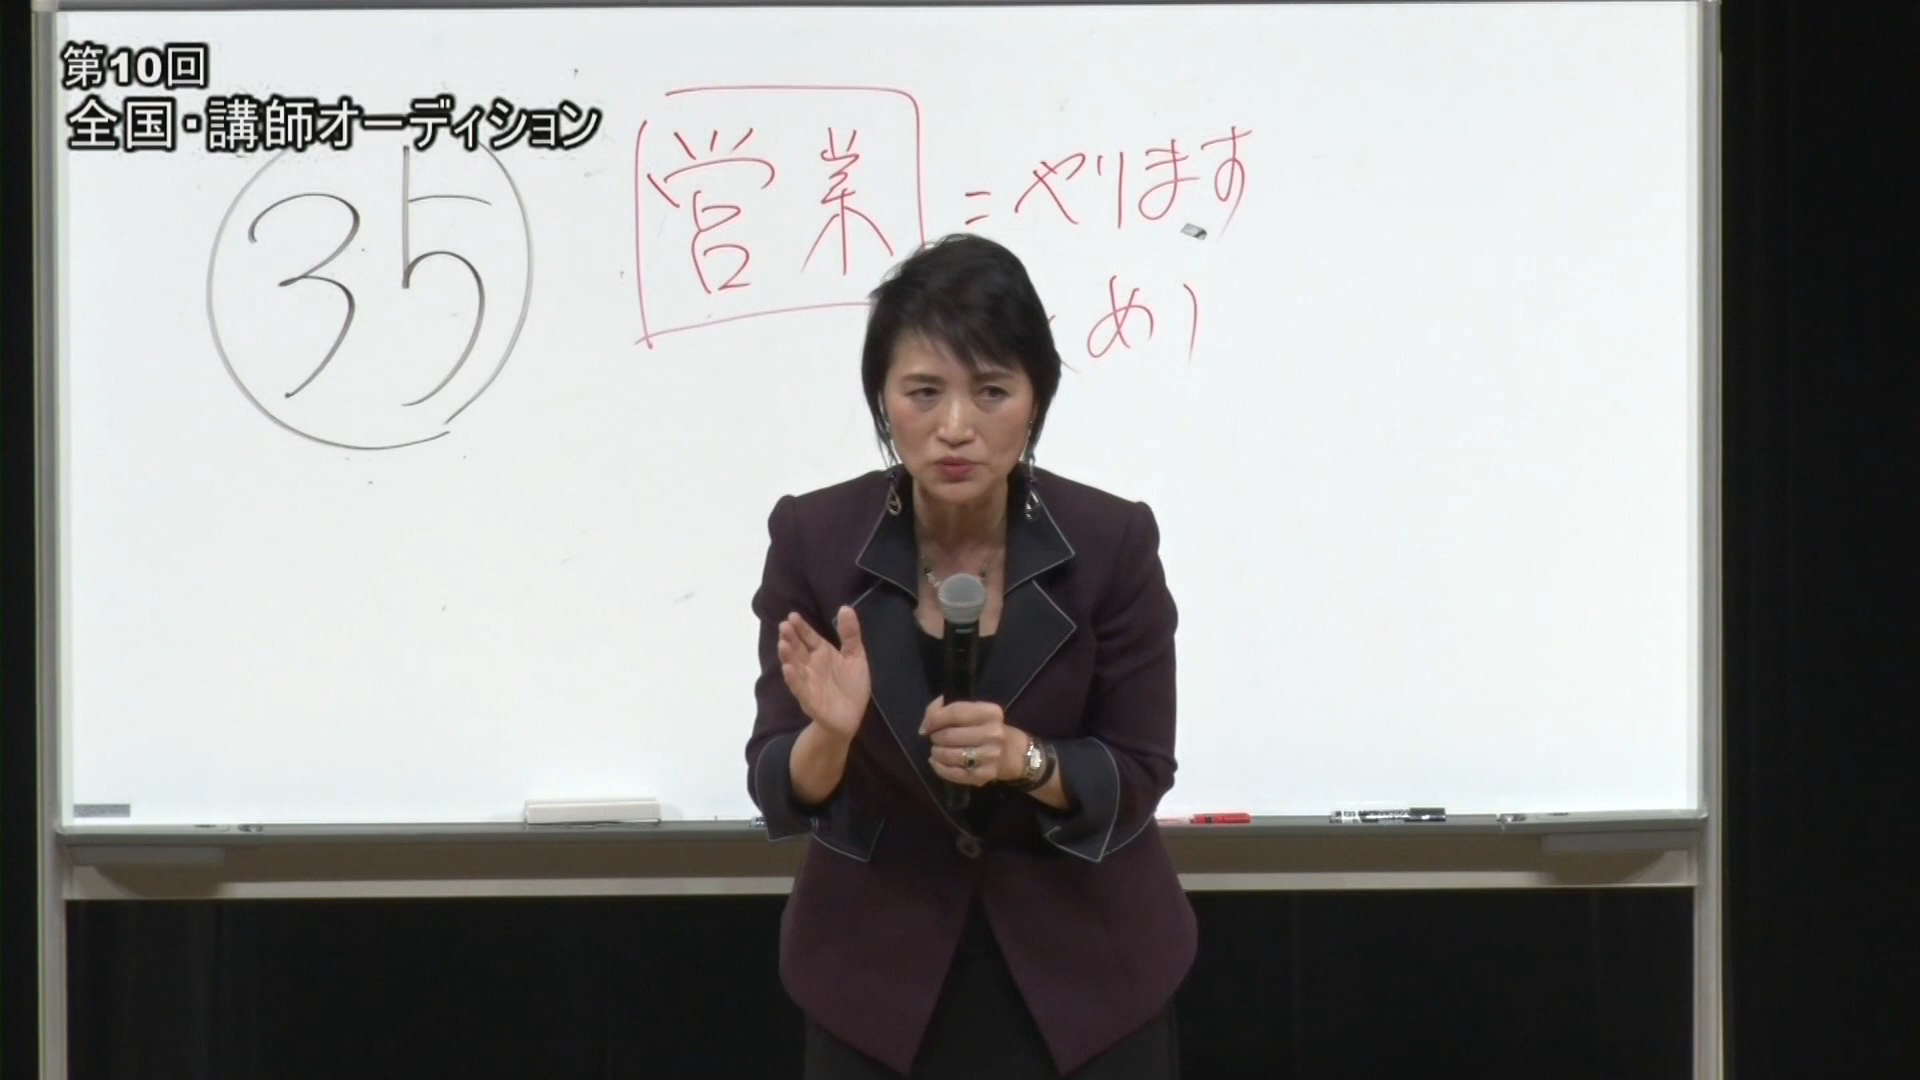 第10回
全国・講師オーディション
35
営業 = やります
め